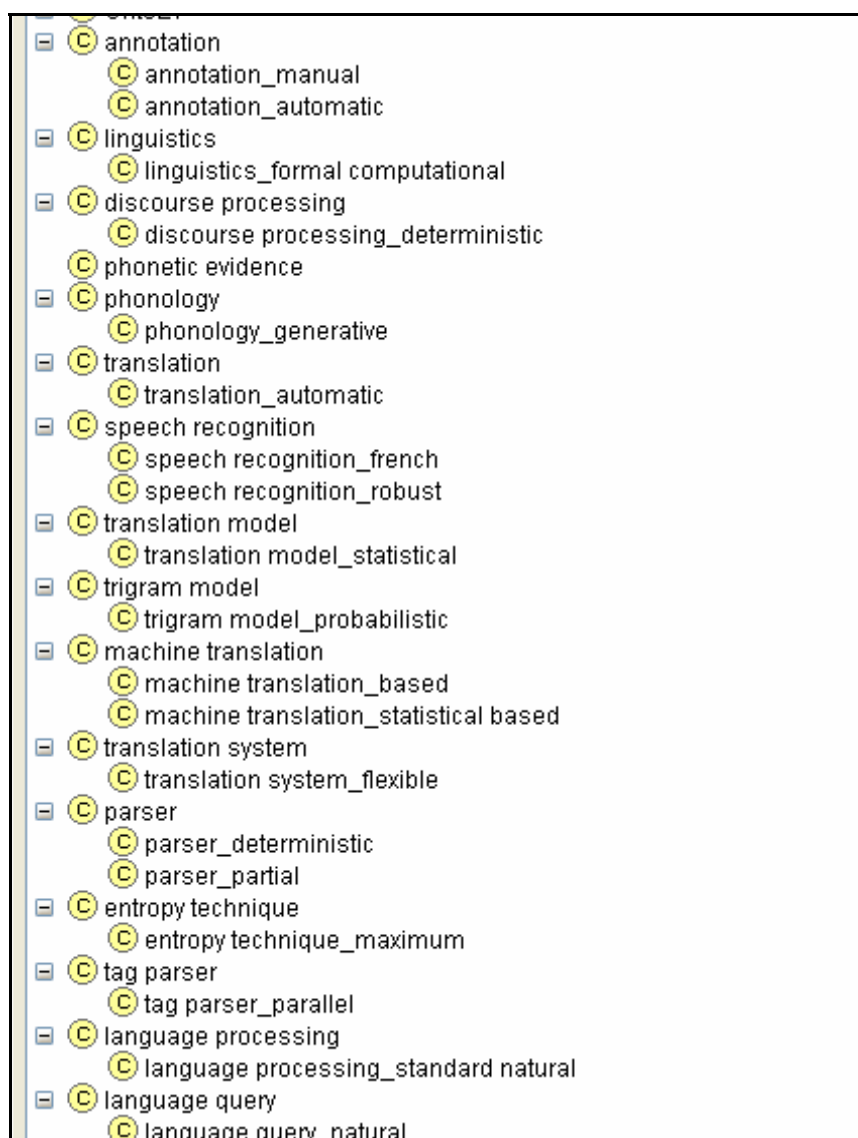 annotation
annotation_manual
annotation_automatic
linguistics
linguistics_formal computational
discourse processing
discourse processing_deterministic
phonetic evidence
phonology
phonology_generative
translation
translation_automatic
speech recognition
speech recognition_french
speech recognition_robust
translation model
translation model_statistical
trigram model
trigram model_probabilistic
machine translation
machine translation_based
machine translation_statistical based
translation system
translation system_flexible
parser
parser_deterministic
parser_partial
entropy technique
entropy technique_maximum
tag parser
tag parser_parallel
language processing
language processing_standard natural
language query
language query_natural